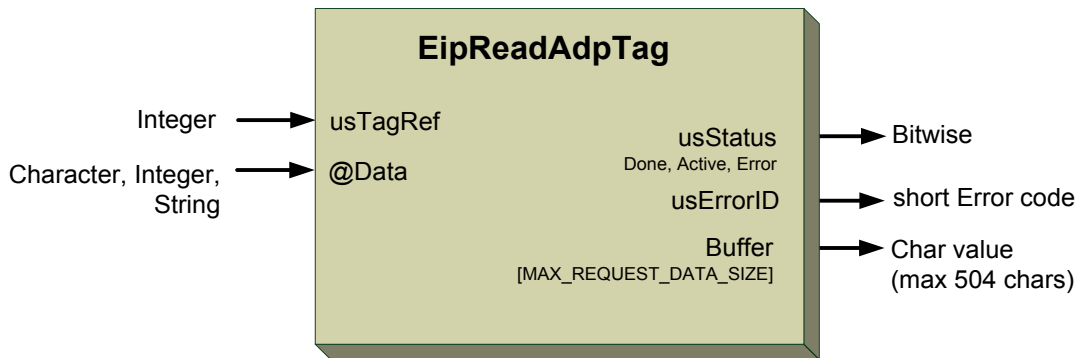 EipReadAdpTag
Integer
usTagRef
Character, Integer,
String
@Data
usStatus
Done, Active, Error
Bitwise
usErrorID
short Error code
Buffer
[MAX_REQUEST_DATA_SIZE]
Char value
(max 504 chars)